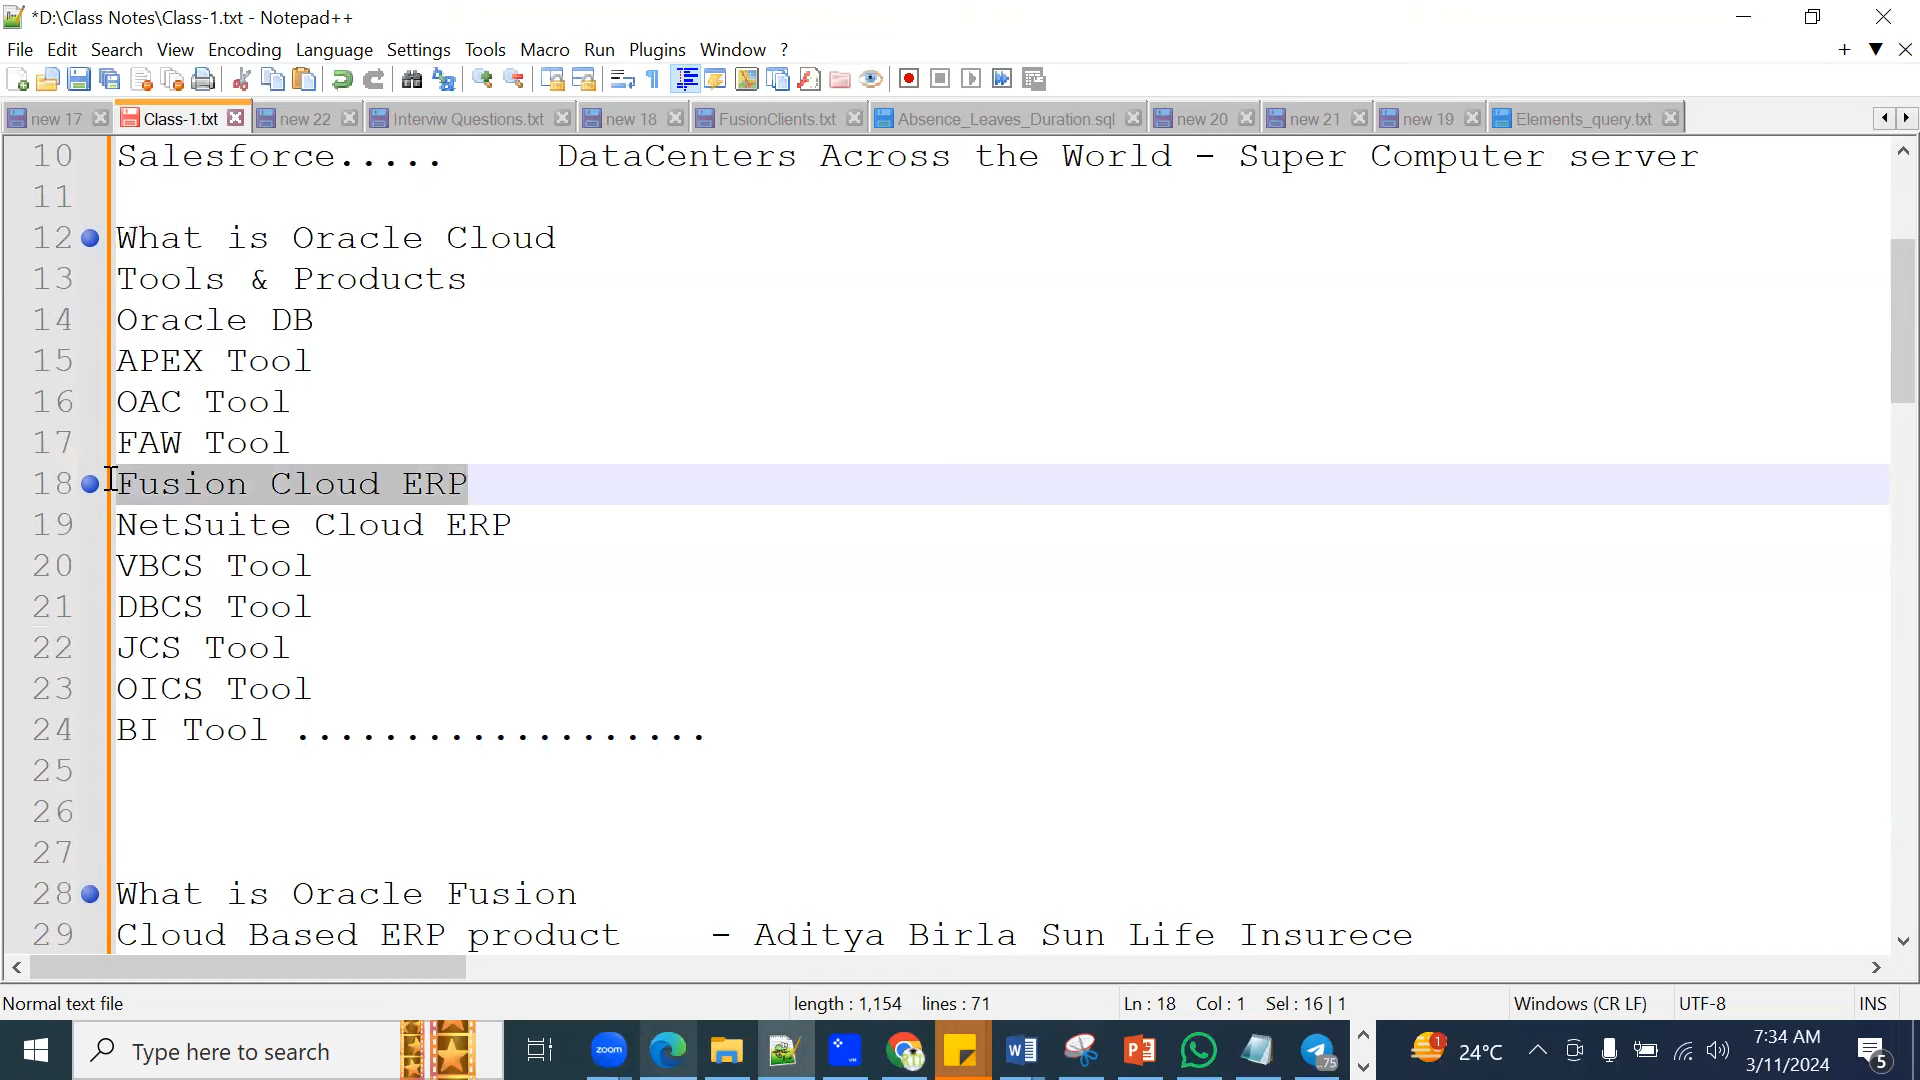 *D:\Class Notes\Class-1.txt - Notepad++
File Edit Search View Encoding Language Settings Tools Macro Run Plugins Window ?
new 17 Class-1.txt new 22 Interviw Questions.txt new 18 FusionClients.txt Absence_Leaves_Duration.sql new 20 new 21 new 19 Elements_query.txt
10 Salesforce..... DataCenters Across the World - Super Computer server
11
12 What is Oracle Cloud
13 Tools & Products
14 Oracle DB
15 APEX Tool
16 OAC Tool
17 FAW Tool
18 Fusion Cloud ERP
19 NetSuite Cloud ERP
20 VBCS Tool
21 DBCS Tool
22 JCS Tool
23 OICS Tool
24 BI Tool ...................
25
26
27
28 What is Oracle Fusion
29 Cloud Based ERP product - Aditya Birla Sun Life Insurece
Normal text file length : 1,154 lines : 71 Ln : 18 Col : 1 Sel : 16 | 1 Windows (CR LF) UTF-8 INS
Type here to search zoom 75 1 24°C 7:34 AM 5
3/11/2024